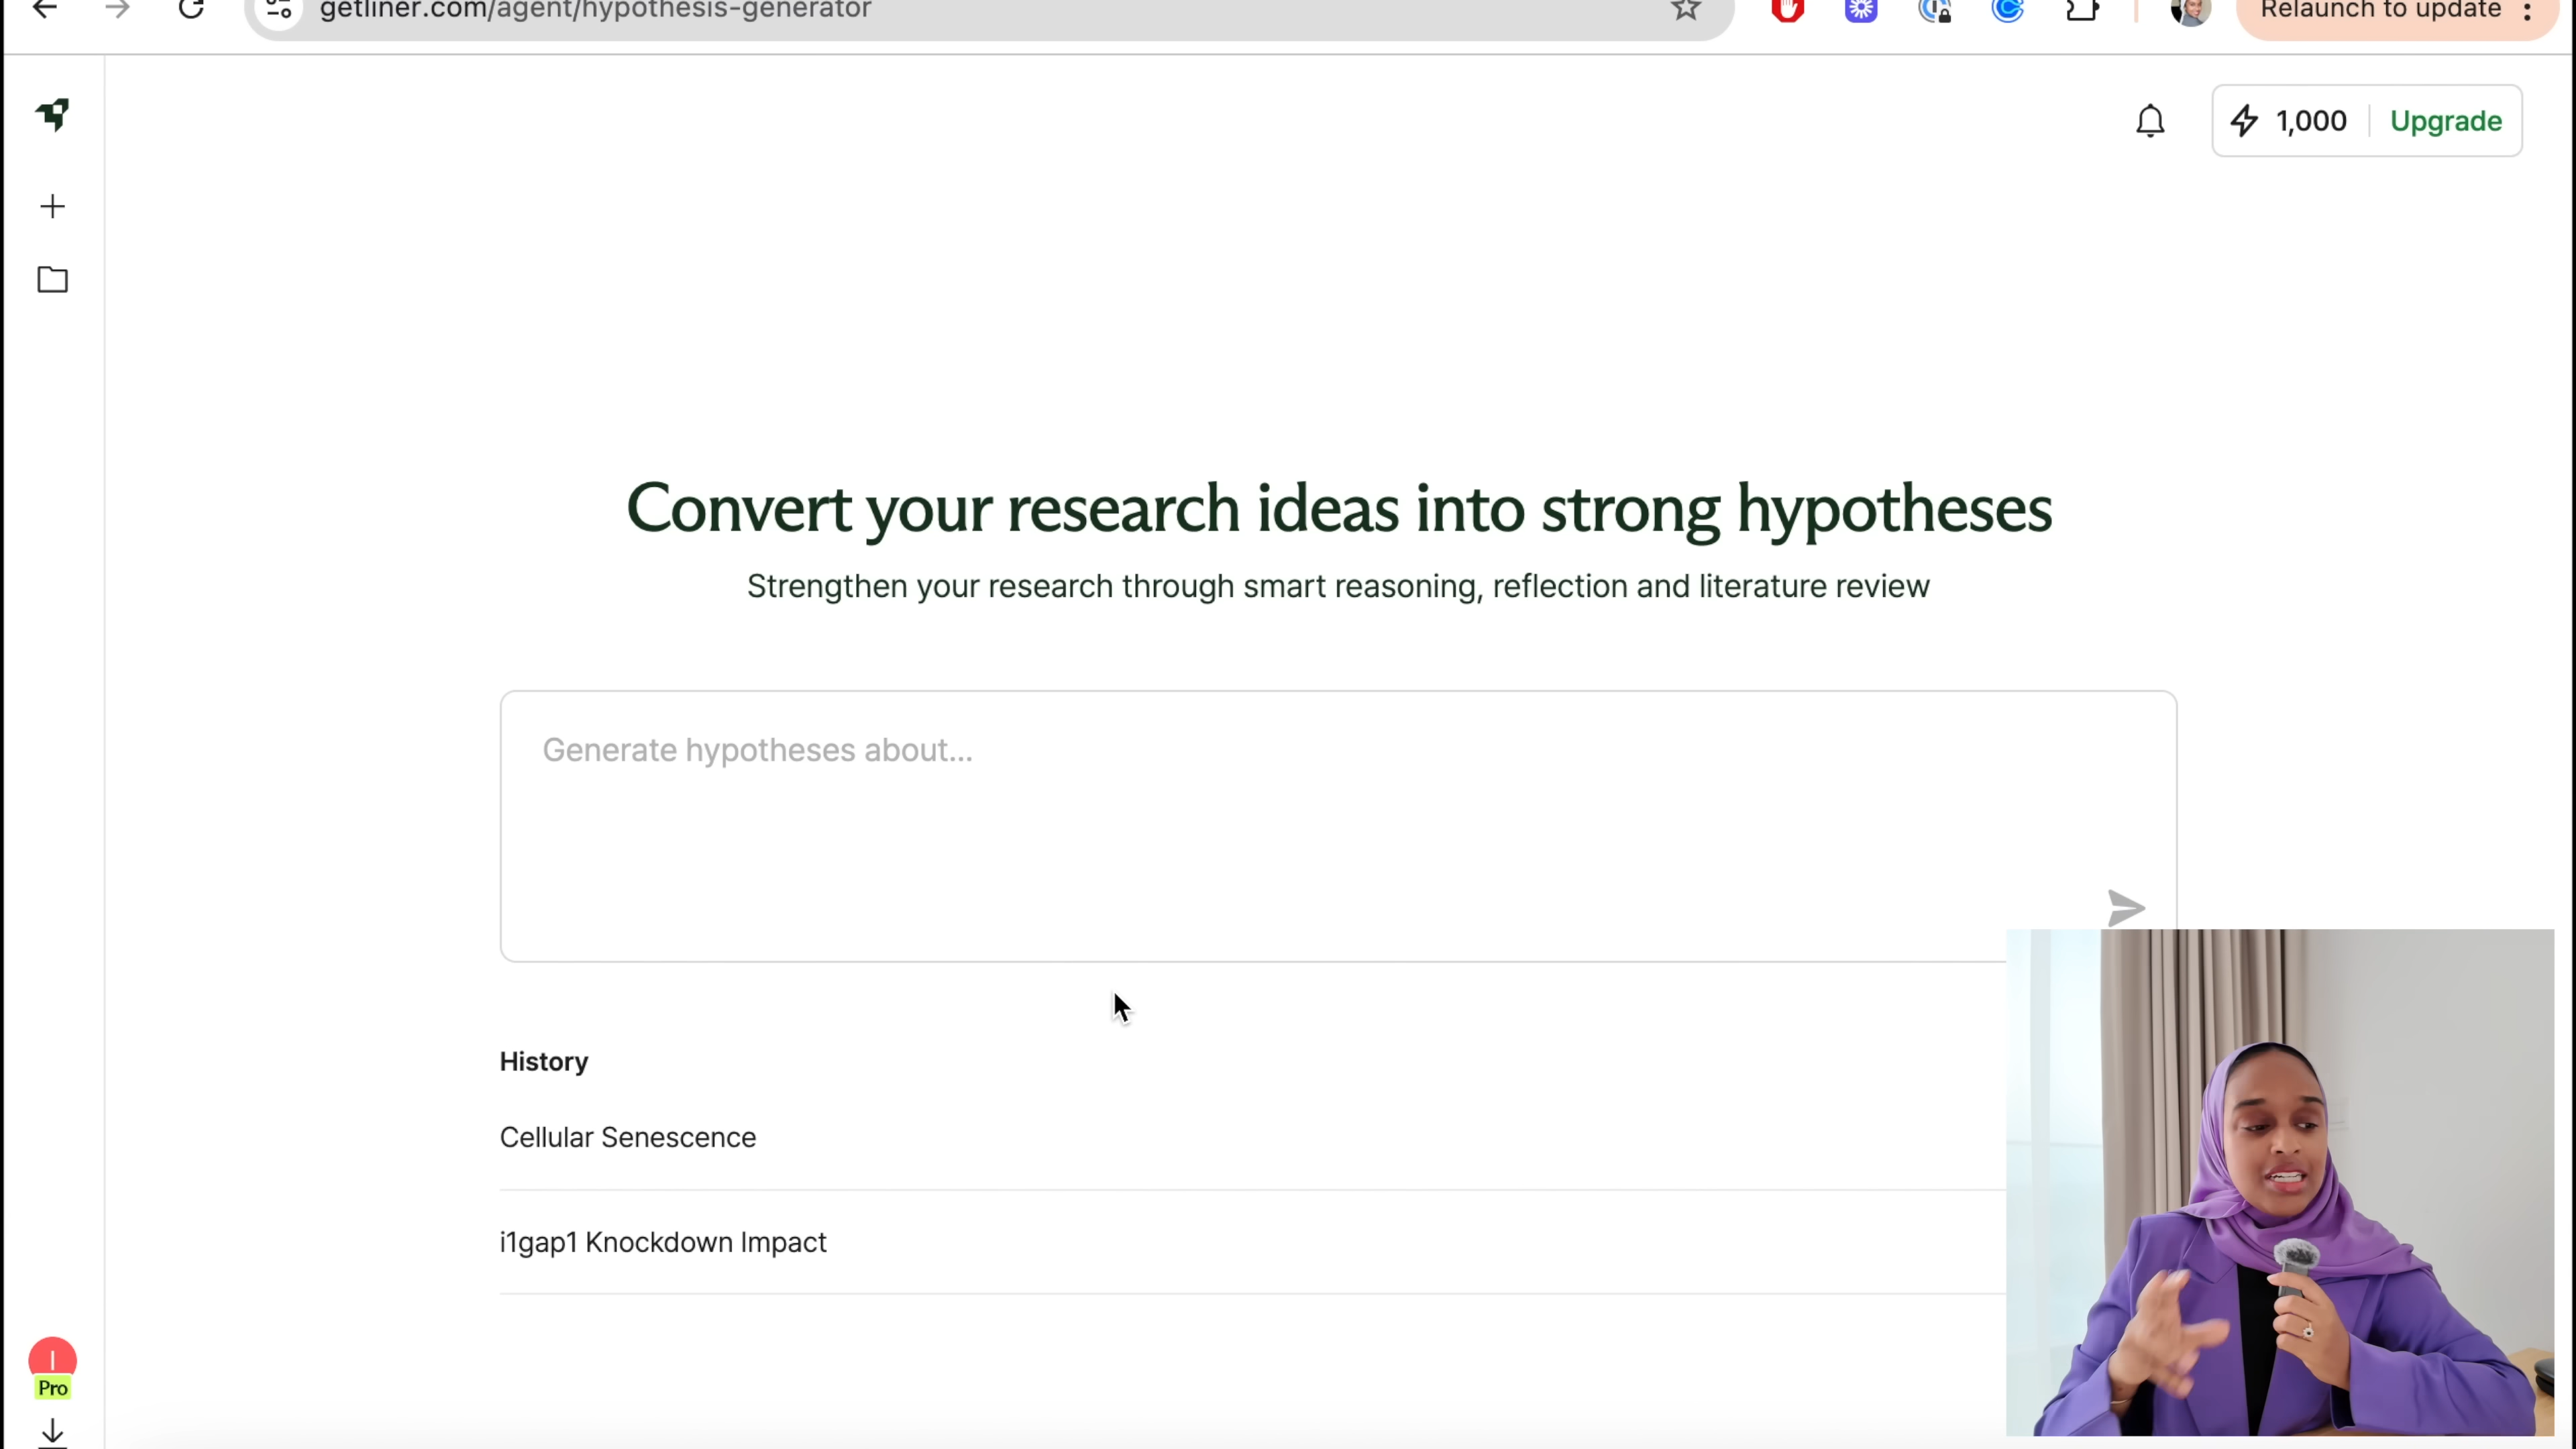 getliner.com/agent/hypothesis-generator
Relaunch to update
1,000
Upgrade
Convert your research ideas into strong hypotheses
Strengthen your research through smart reasoning, reflection and literature review
Generate hypotheses about...
History
Cellular Senescence
i1gap1 Knockdown Impact
I
Pro